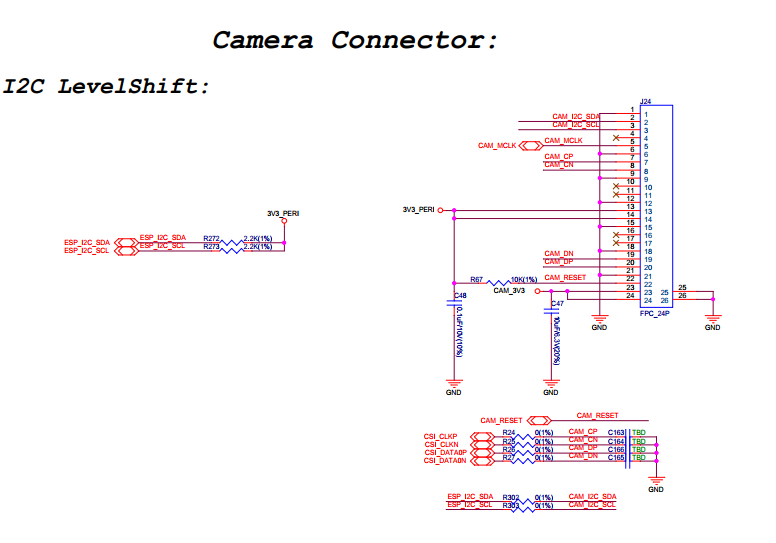 Camera Connector:
I2C LevelShift:
J24
CAM_I2C_SDA
CAM_I2C_SCL
CAM_MCLK CAM_MCLK
CAM_CP
CAM_CN
1 1
2 2
3 3
4 4
5 5
6 6
7 7
8 8
9 9
10 10
11 11
12 12
13 13
14 14
15 15
16 16
17 17
18 18
19 19
20 20
21 21
22 22
23 23 25 25
24 24 26 26
FPC_24P
3V3_PERI
3V3_PERI
ESP_I2C_SDA ESP_I2C_SDA R272 2.2K(1%)
ESP_I2C_SCL ESP_I2C_SCL R273 2.2K(1%)
CAM_DN
CAM_DP
R67 10K(1%) CAM_RESET
CAM_3V3
C48
0.1uF/10V(10%)
C47
10uF/6.3V(20%)
GND
GND
GND
GND
CAM_RESET CAM_RESET
CSI_CLKP R24 0(1%) CAM_CP C163 TBD
CSI_CLKN R25 0(1%) CAM_CN C164 TBD
CSI_DATA0P R26 0(1%) CAM_DP C166 TBD
CSI_DATA0N R27 0(1%) CAM_DN C165 TBD
GND
ESP_I2C_SDA R302 0(1%) CAM_I2C_SDA
ESP_I2C_SCL R303 0(1%) CAM_I2C_SCL